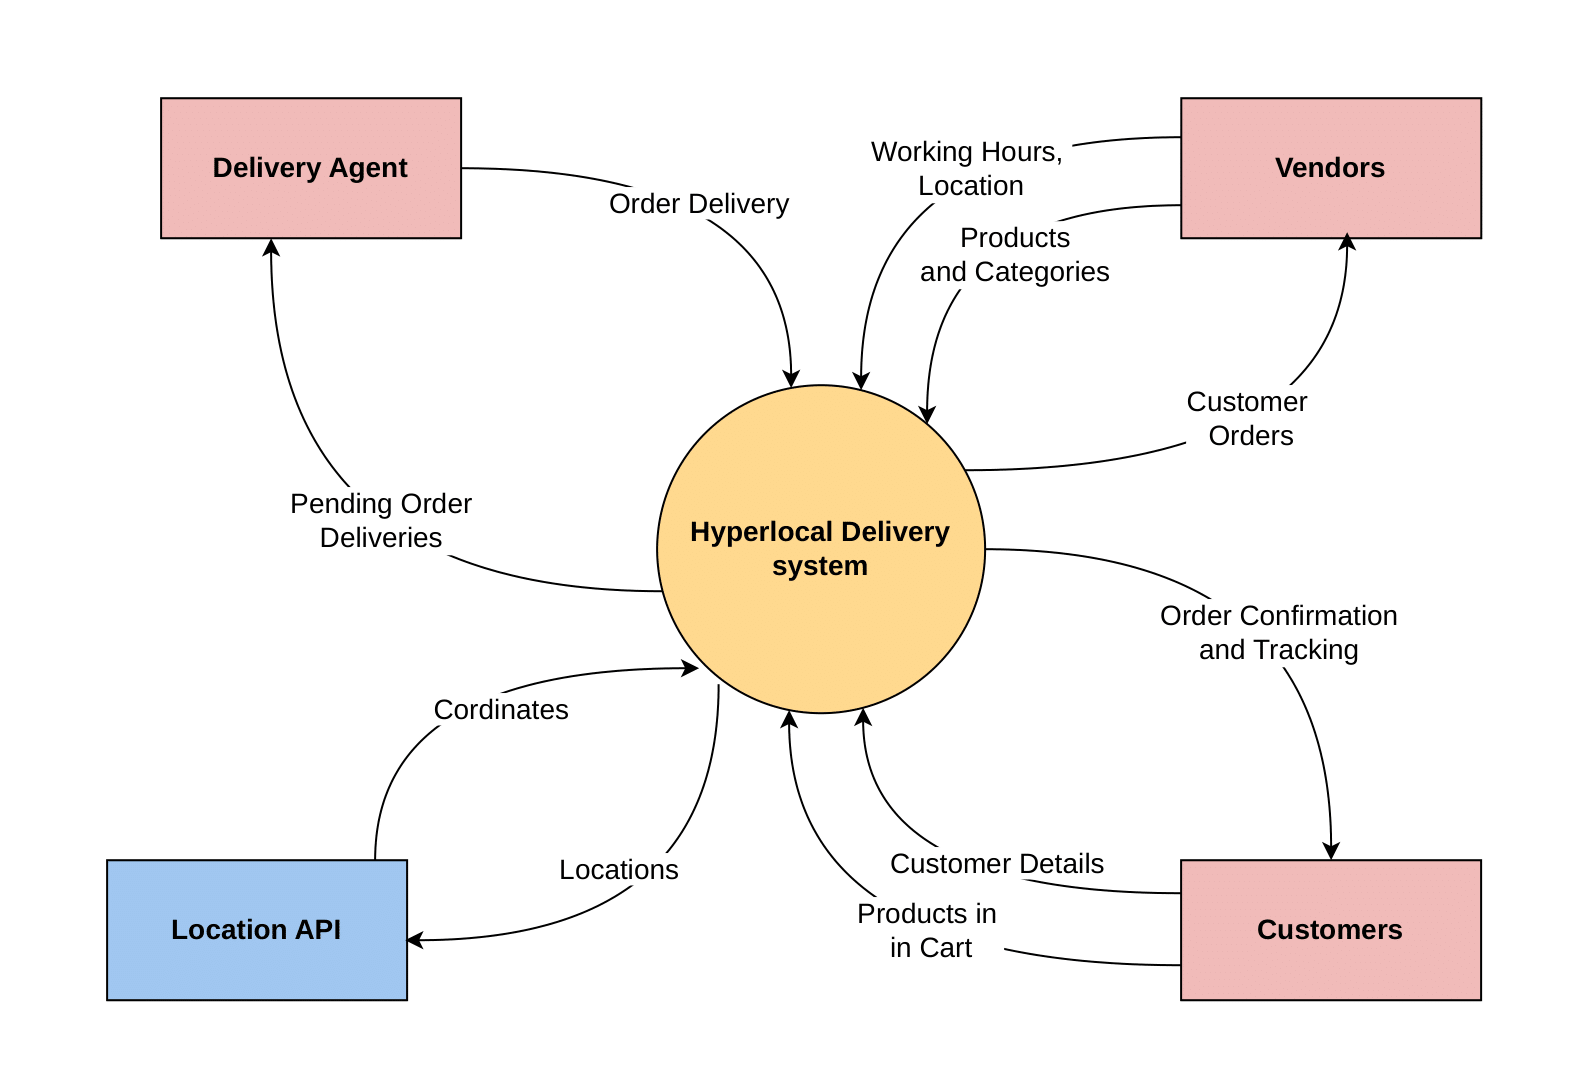 Delivery Agent
Order Delivery
Working Hours,
Location
Products
and Categories
Vendors
Customer
Orders
Pending Order
Deliveries
Hyperlocal Delivery
system
Order Confirmation
and Tracking
Cordinates
Locations
Customer Details
Products in
in Cart
Location API
Customers